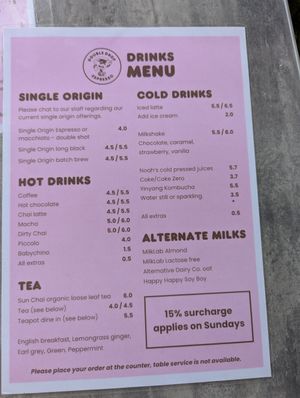 DOUBLE DROP
ESPRESSO
DRINKS
MENU
SINGLE ORIGIN
Please chat to our staff regarding our
current single origin offerings.
Single Origin Espresso or 4.0
macchiato – double shot
Single Origin long black 4.5 / 5.5
Single Origin batch brew 4.5 / 5.5
HOT DRINKS
Coffee 4.5 / 5.5
Hot chocolate 4.5 / 5.5
Chai latte 4.5 / 5.5
Mocha 5.0 / 6.0
Dirty Chai 5.0 / 6.0
Piccolo 4.0
Babychino 1.5
All extras 0.5
TEA
Sun Chai organic loose leaf tea 6.0
Tea (see below) 4.0 / 4.5
Teapot dine in (see below) 5.5
English breakfast, Lemongrass ginger,
Earl grey, Green, Peppermint
COLD DRINKS
Iced latte 5.5 / 6.5
Add ice cream 2.0
Milkshake 5.5 / 6.0
Chocolate, caramel,
strawberry, vanilla
Noah's cold pressed juices 5.7
Coke/Coke Zero 3.7
Yinyang Kombucha 5.5
Water still or sparkling 3.5
All extras 0.5
ALTERNATE MILKS
MilkLab Almond
MilkLab Lactose free
Alternative Dairy Co. oat
Happy Happy Soy Boy
15% surcharge
applies on Sundays
Please place your order at the counter, table service is not available.